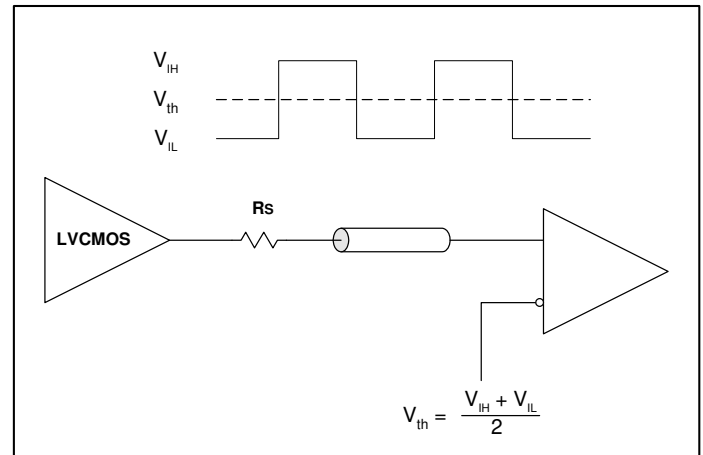 V_IH
V_th
V_IL
Rs
LVCMOS
V_th = (V_IH + V_IL) / 2